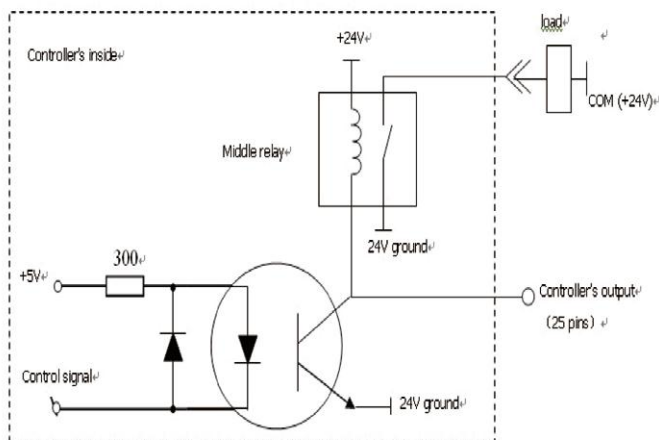 load↵
↵
+24V↵
Controller's inside↵
COM (+24V)↵
Middle relay↵
24V ground↵
300↵
+5V↵
Controller's output↵
(25 pins)↵
Control signal↵
24V ground↵